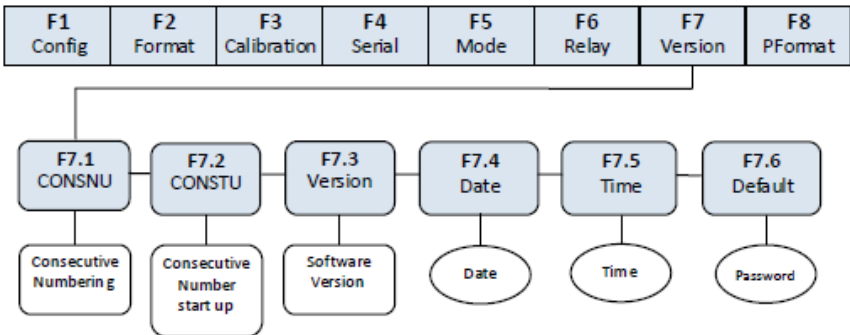 F1 F2 F3 F4 F5 F6 F7 F8
Config Format Calibration Serial Mode Relay Version PFormat
F7.1 F7.2 F7.3 F7.4 F7.5 F7.6
CONSNU CONSTU Version Date Time Default
Consecutive
Numbering
Consecutive
Number
start up
Software
Version
Date
Time
Password